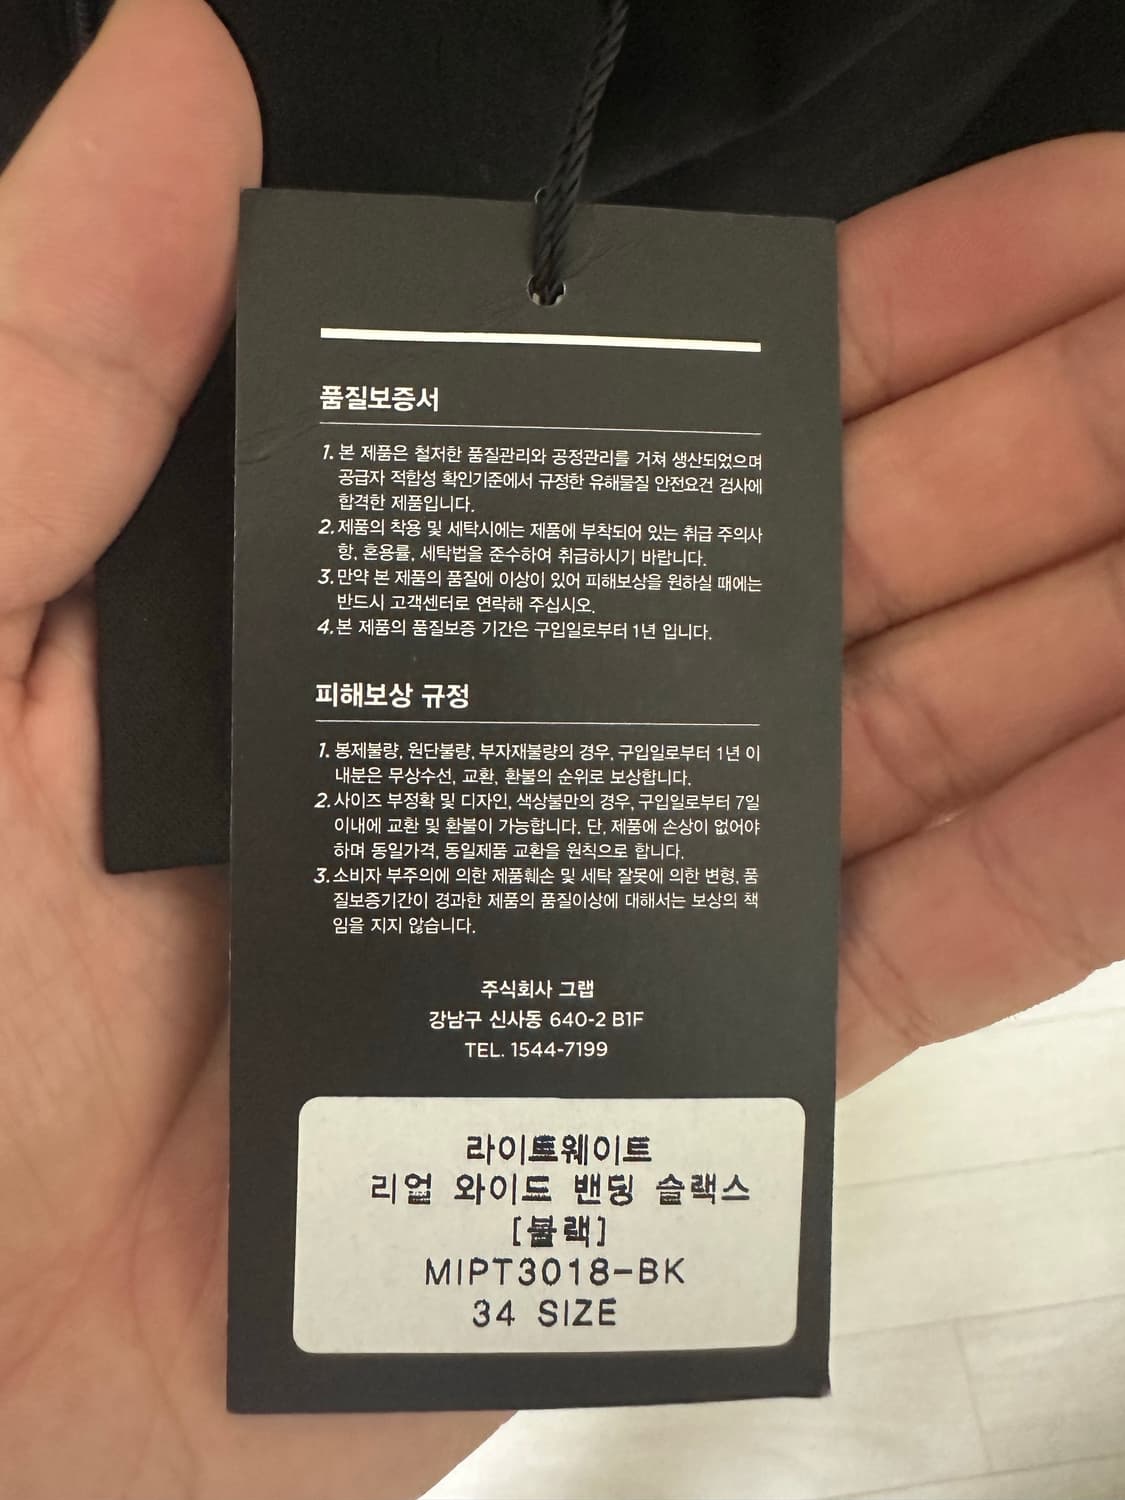 품질보증서
1. 본 제품은 철저한 품질관리와 공정관리를 거쳐 생산되었으며
공급자 적합성 확인기준에서 규정한 유해물질 안전요건 검사에
합격한 제품입니다.
2. 제품의 착용 및 세탁시에는 제품에 부착되어 있는 취급 주의사
항, 혼용률, 세탁법을 준수하여 취급하시기 바랍니다.
3. 만약 본 제품의 품질에 이상이 있어 피해보상을 원하실 때에는
반드시 고객센터로 연락해 주십시오.
4. 본 제품의 품질보증 기간은 구입일로부터 1년 입니다.
피해보상 규정
1. 봉제불량, 원단불량, 부자재불량의 경우, 구입일로부터 1년 이
내분은 무상수선, 교환, 환불의 순위로 보상합니다.
2. 사이즈 부정확 및 디자인, 색상불만의 경우, 구입일로부터 7일
이내에 교환 및 환불이 가능합니다. 단, 제품에 손상이 없어야
하며 동일가격, 동일제품 교환을 원칙으로 합니다.
3. 소비자 부주의에 의한 제품훼손 및 세탁 잘못에 의한 변형, 품
질보증기간이 경과한 제품의 품질이상에 대해서는 보상의 책
임을 지지 않습니다.
주식회사 그랩
강남구 신사동 640-2 B1F
TEL. 1544-7199
라이트웨이트
리얼 와이드 밴딩 슬랙스
[블랙]
MIPT3018-BK
34 SIZE